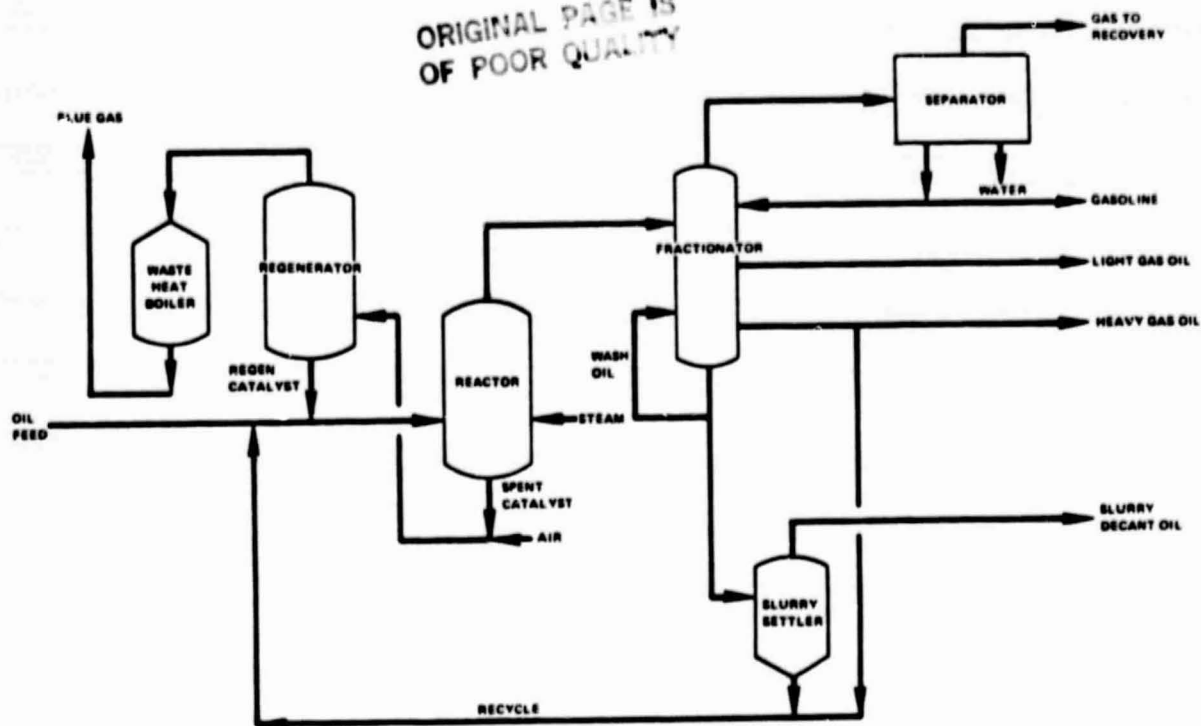 ORIGINAL PAGE IS
OF POOR QUALITY
GAS TO
RECOVERY
SEPARATOR
FLUE GAS
WATER
GASOLINE
FRACTIONATOR
REGENERATOR
WASTE
HEAT
BOILER
LIGHT GAS OIL
HEAVY GAS OIL
WASH
OIL
REGEN
CATALYST
REACTOR
OIL
FEED
STEAM
SPENT
CATALYST
AIR
SLURRY
DECANT OIL
SLURRY
SETTLER
RECYCLE